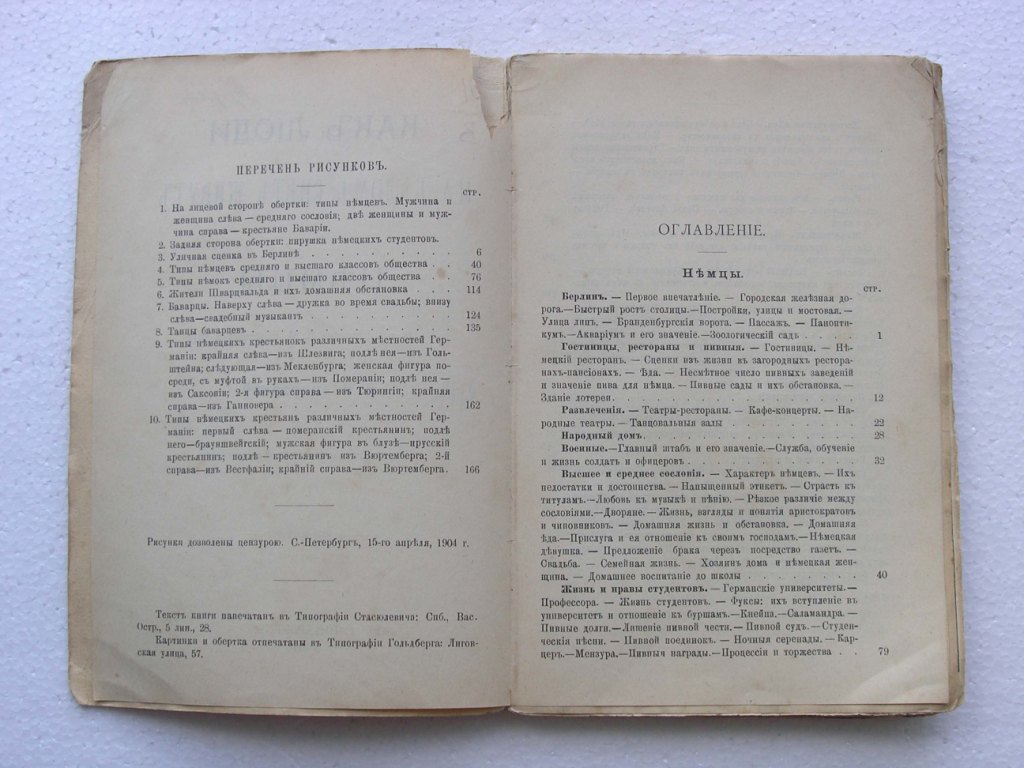 ПЕРЕЧЕНЬ РИСУНКОВЪ.
СТР.
1. На лицевой сторонѣ обертки: типы нѣмцевъ. Мужчина и
женщина слѣва — средняго сословія; двѣ женщины и муж-
чина справа — крестьяне Баваріи.
2. Задняя сторона обертки: пирушка нѣмецкихъ студентовъ.
3. Уличная сценка въ Берлинѣ . . . . . . . . . . 6
4. Типы нѣмцевъ средняго и высшаго классовъ общества . . 40
5. Типы нѣмокъ средняго и высшаго классовъ общества . . 76
6. Жители Шварцвальда и ихъ домашняя обстановка . . . 114
7. Баварцы. Наверху слѣва — дружка во время свадьбы; внизу
слѣва—свадебный музыкантъ . . . . . . . . . . 124
8. Танцы баварцевъ . . . . . . . . . . . . . . 135
9. Типы нѣмецкихъ крестьянокъ различныхъ мѣстностей Гер-
маніи: крайняя слѣва—изъ Шлезвига; подлѣ нея—изъ Голь-
штейна; слѣдующая—изъ Мекленбурга; женская фигура по-
среди, съ муфтой въ рукахъ—изъ Помераніи; подлѣ нея —
изъ Саксоніи; 2-я фигура справа — изъ Тюрингіи; крайняя
справа—изъ Ганновера . . . . . . . . . . . . 162
10. Типы нѣмецкихъ крестьянъ различныхъ мѣстностей Гер-
маніи: первый слѣва — померанскій крестьянинъ; подлѣ
него—брауншвейгскій; мужская фигура въ блузѣ—прусскій
крестьянинъ; подлѣ — крестьянинъ изъ Вюртемберга; 2-й
справа—изъ Вестфаліи; крайній справа—изъ Вюртемберга. 166
Рисунки дозволены цензурою. С.-Петербургъ, 15-го апрѣля, 1904 г.
Текстъ книги напечатанъ въ Типографіи Стасюлевича: Спб., Вас.
Остр., 5 лин., 28.
Картинки и обертка отпечатаны въ Типографіи Гольдберга: Лигов-
ская улица, 57.
ОГЛАВЛЕНІЕ.
Нѣмцы.
СТР.
Берлинъ. — Первое впечатлѣніе. — Городская желѣзная до-
рога.—Быстрый ростъ столицы.—Постройки, улицы и мостовая.—
Улица липъ. — Бранденбургскія ворота. — Пассажъ. — Паноптин-
кумъ.—Акваріумъ и его значеніе.—Зоологическій садъ . . . . 1
Гостиницы, рестораны и пивныя. — Гостиницы. — Нѣ-
мецкій ресторанъ. — Сценки изъ жизни въ загородныхъ рестора-
нахъ-пансіонахъ. — Ѣда. — Несмѣтное число пивныхъ заведеній
и значеніе пива для нѣмца. — Пивные сады и ихъ обстановка. —
Зданіе лотереи . . . . . . . . . . . . . . . 12
Развлеченія. — Театры-рестораны. — Кафе-концерты. — На-
родные театры. — Танцовальные залы . . . . . . . . 22
Народный домъ . . . . . . . . . . . . . . 28
Военные.—Главный штабъ и его значеніе.—Служба, обученіе
и жизнь солдатъ и офицеровъ . . . . . . . . . . . 32
Высшее и среднее сословія. — Характеръ нѣмцевъ. — Ихъ
недостатки и достоинства. — Напыщенный этикетъ. — Страсть къ
титуламъ.—Любовь къ музыкѣ и пѣнію. — Рѣзкое различіе между
сословіями.—Дворяне. — Жизнь, взгляды и понятія аристократовъ
и чиновниковъ. — Домашняя жизнь и обстановка. — Домашняя
ѣда.—Прислуга и ея отношеніе къ своимъ господамъ.—Нѣмецкая
дѣвушка. — Предложеніе брака черезъ посредство газетъ. —
Свадьба. — Семейная жизнь. — Хозяинъ дома и нѣмецкая жен-
щина. — Домашнее воспитаніе до школы . . . . . . . . 40
Жизнь и нравы студентовъ. — Германскіе университеты.—
Профессора. — Жизнь студентовъ. — Фуксы: ихъ вступленіе въ
университетъ и отношеніе къ буршамъ.—Кнейпа.—Саламандра. —
Пивные долги.—Лишеніе пивной чести.—Пивной судъ.—Студен-
ческія пѣсни. — Пивной поединокъ. — Ночныя серенады. — Кар-
церъ.—Мензура.—Пивныя награды.—Процессіи и торжества . . 79